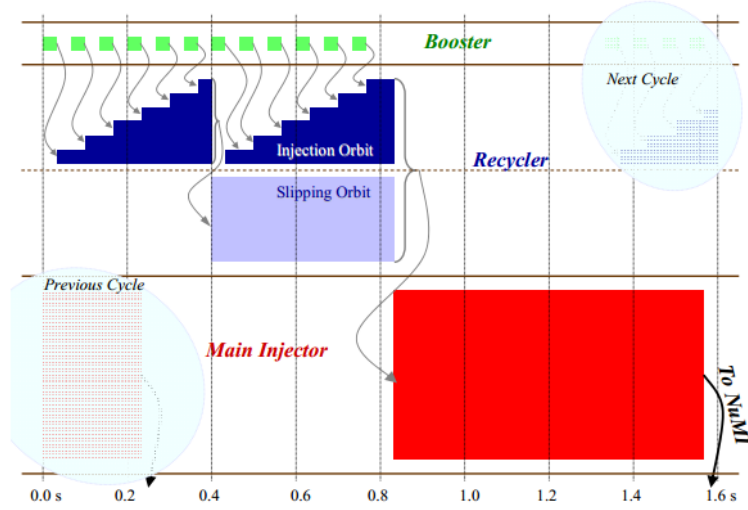 Booster
Next Cycle
Injection Orbit
Recycler
Slipping Orbit
Previous Cycle
Main Injector
To NuMI
0.0 s 0.2 0.4 0.6 0.8 1.0 1.2 1.4 1.6 s